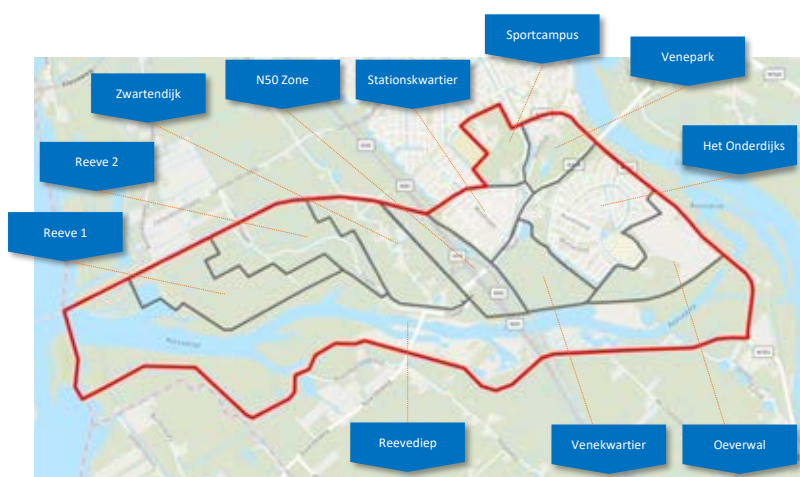 Sportcampus
Venepark
N50 Zone
Stationskwartier
Zwartendijk
Het Onderdijks
Reeve 2
Reeve 1
Reevediep
Venekwartier
Oeverwal